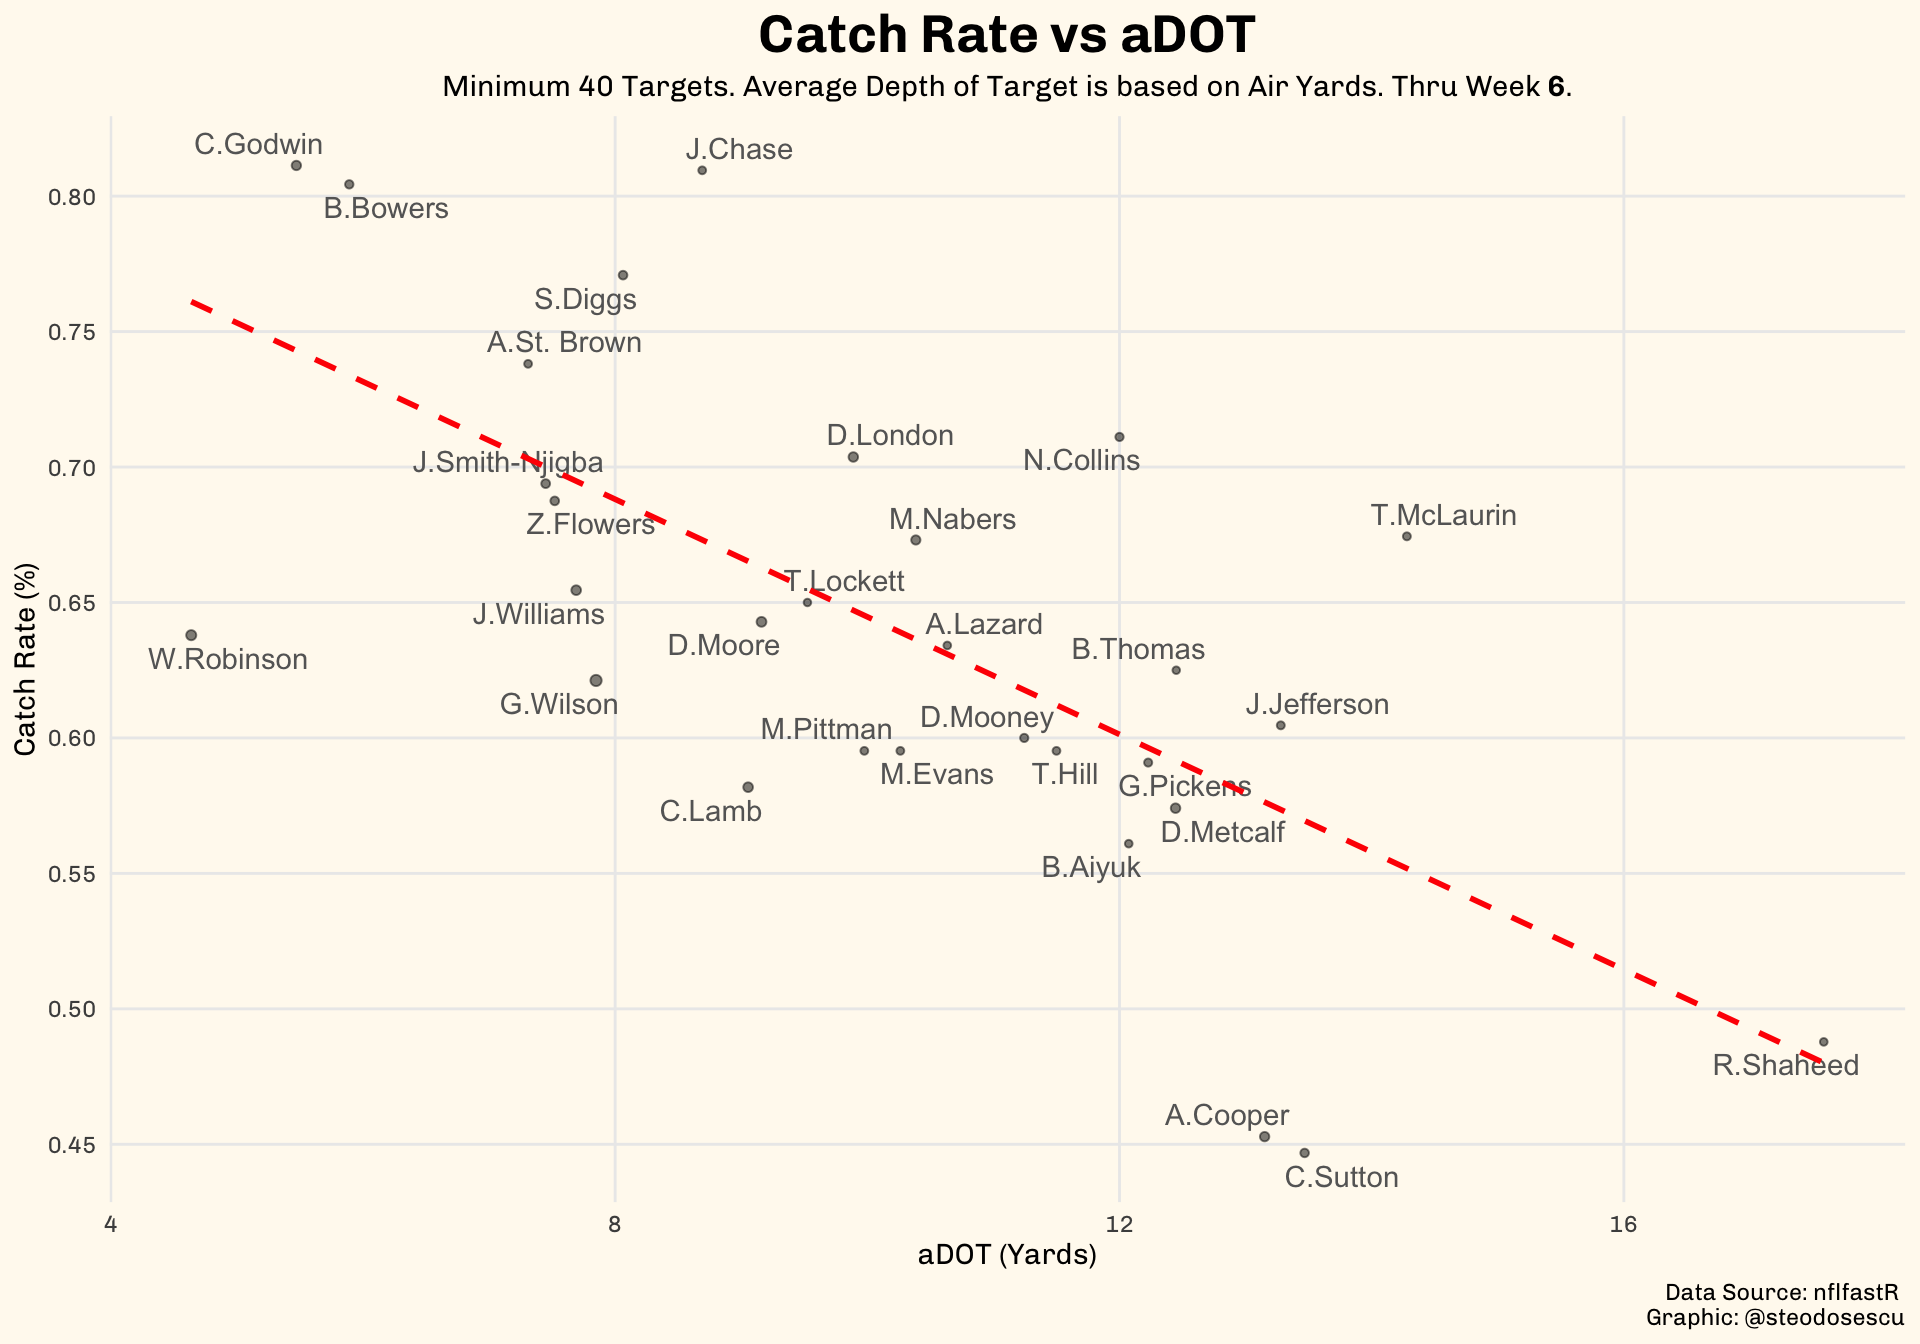 Catch Rate vs aDOT
Minimum 40 Targets. Average Depth of Target is based on Air Yards. Thru Week 6.
C.Godwin
J.Chase
0.80
B.Bowers
S.Diggs
0.75
A.St. Brown
D.London
N.Collins
0.70
J.Smith-Njigba
Z.Flowers
M.Nabers
T.McLaurin
T.Lockett
0.65
J.Williams
A.Lazard
D.Moore
B.Thomas
W.Robinson
G.Wilson
J.Jefferson
D.Mooney
M.Pittman
0.60
M.Evans
T.Hill
G.Pickens
C.Lamb
D.Metcalf
B.Aiyuk
0.55
0.50
R.Shaheed
A.Cooper
0.45
C.Sutton
Catch Rate (%)
4 8 12 16
aDOT (Yards)
Data Source: nflfastR
Graphic: @steodosescu